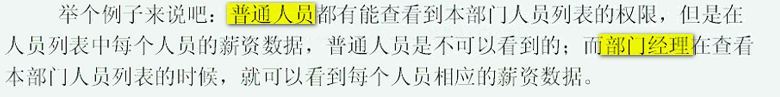 举个例子来说吧：普通人员都有能查看到本部门人员列表的权限，但是在
人员列表中每个人员的薪资数据，普通人员是不可以看到的；而部门经理在查看
本部门人员列表的时候，就可以看到每个人员相应的薪资数据。